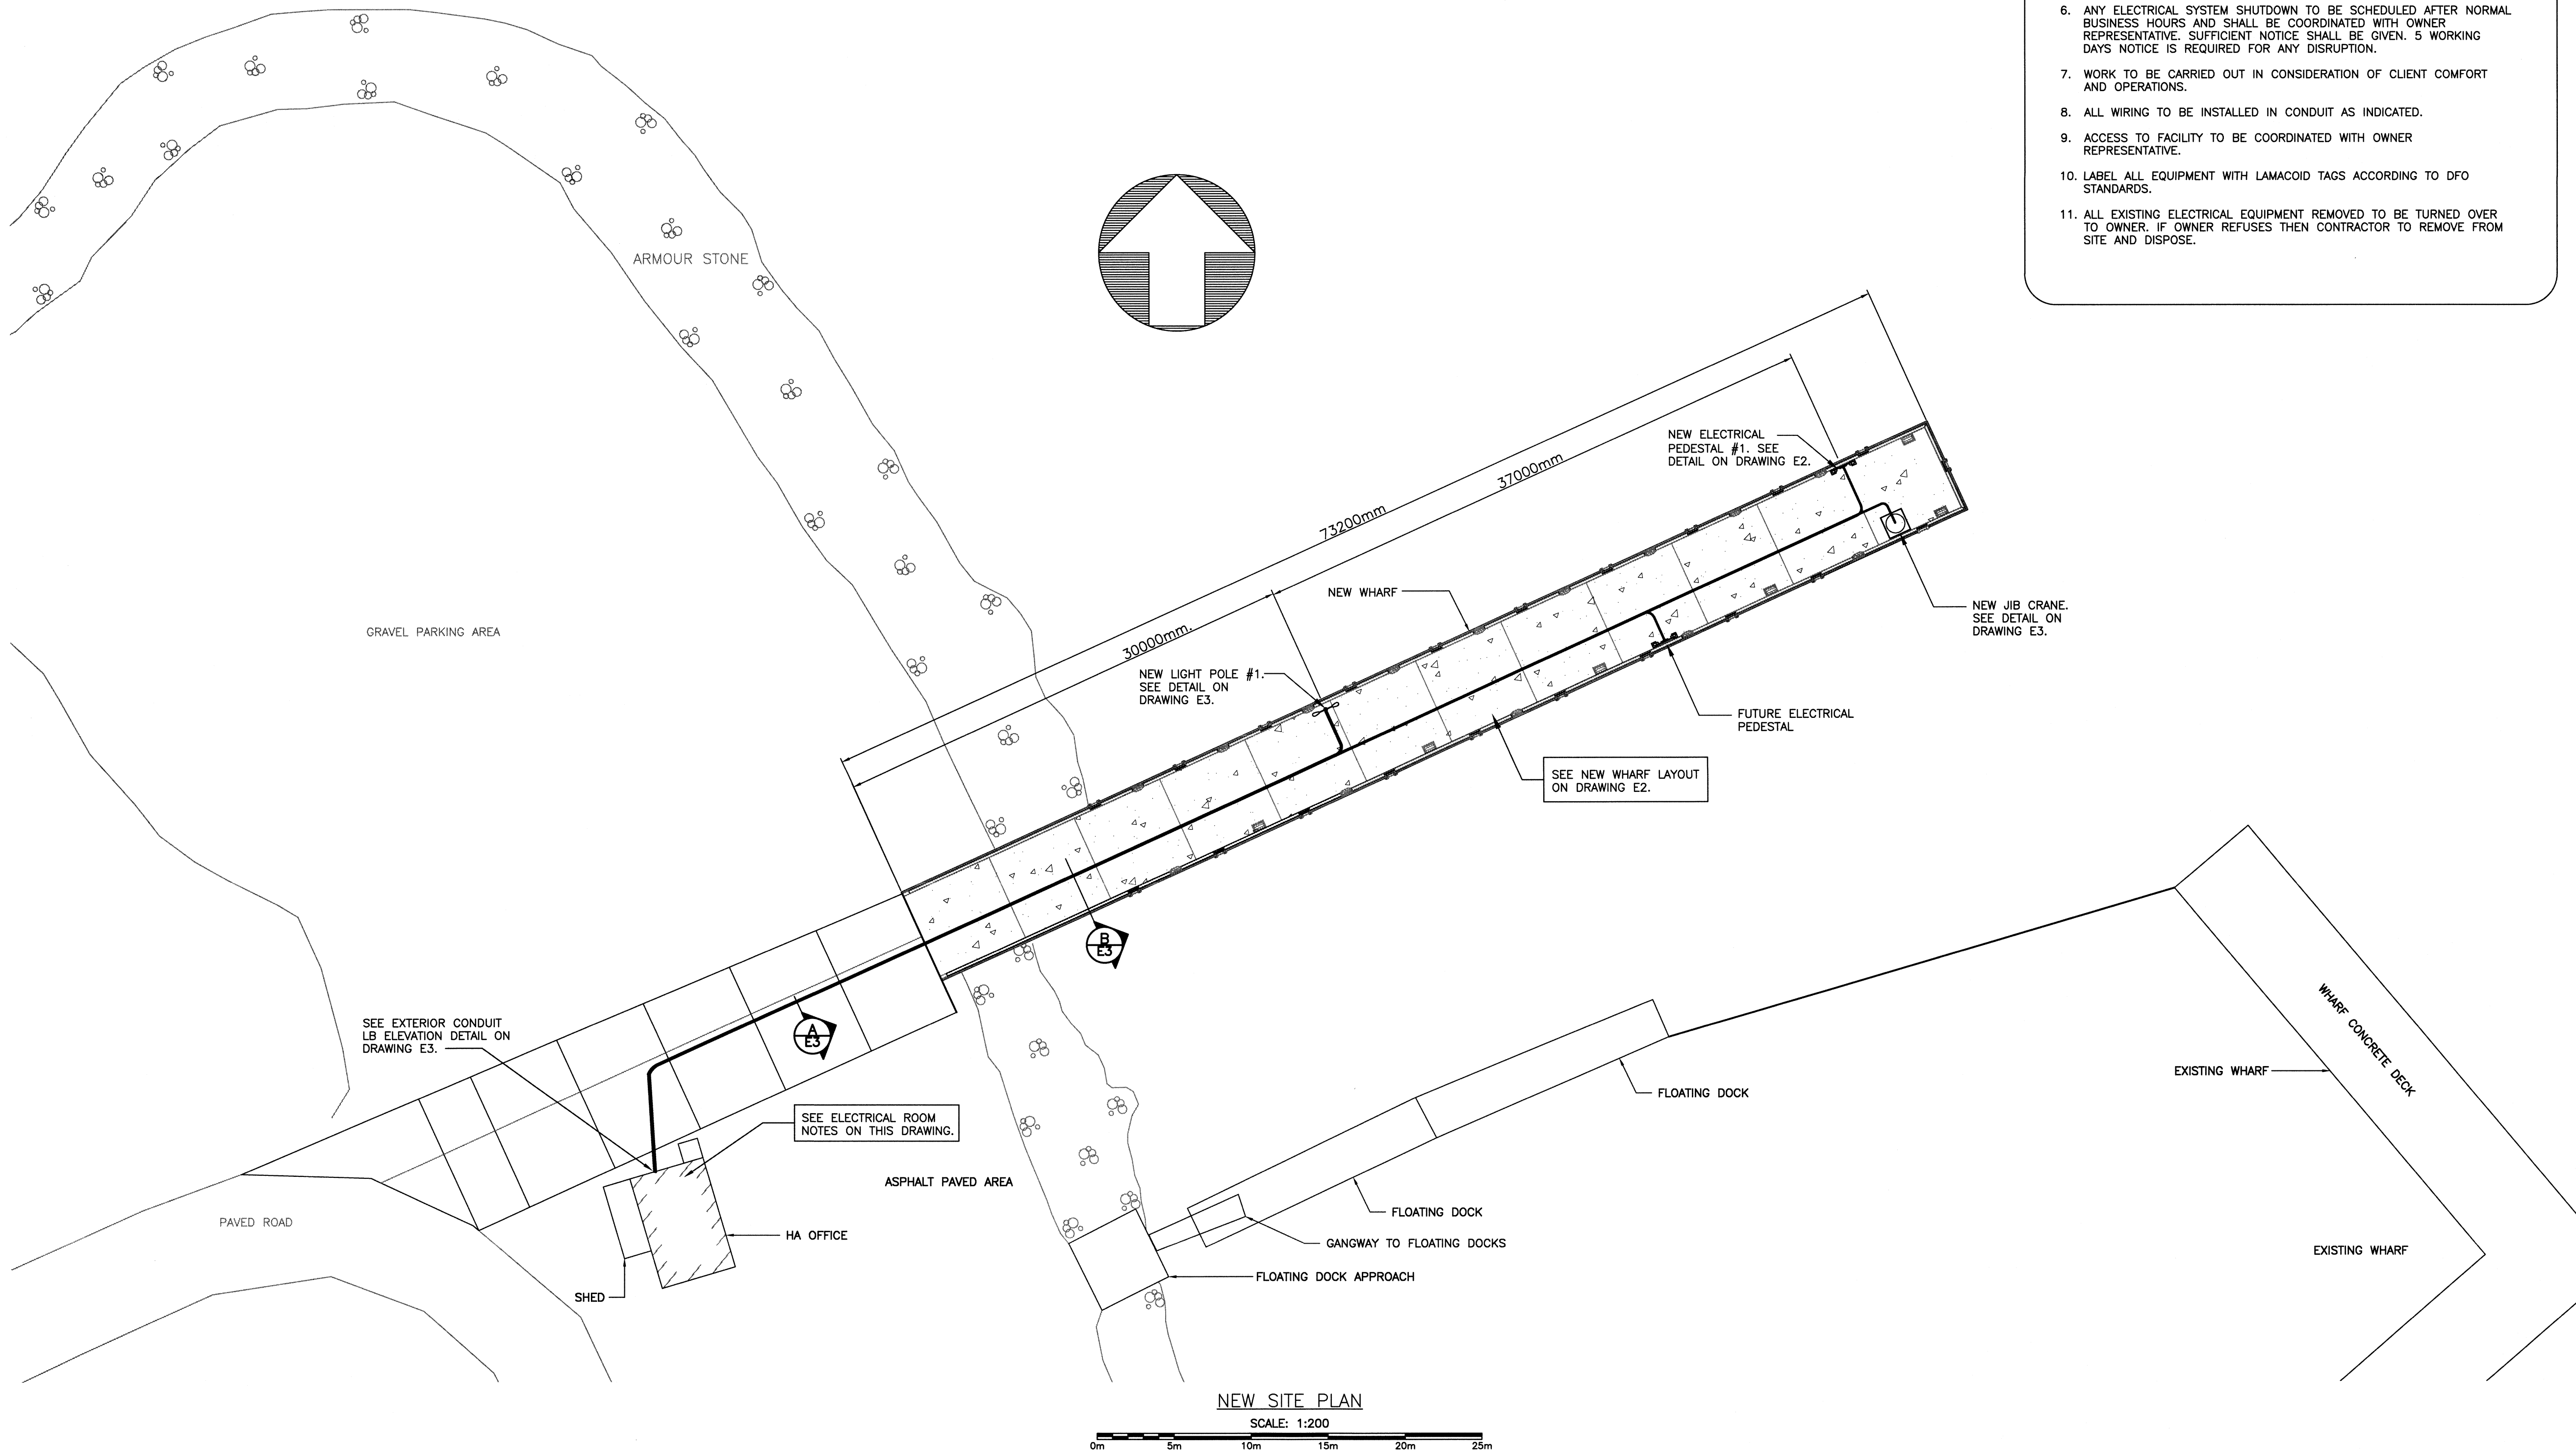 6. ANY ELECTRICAL SYSTEM SHUTDOWN TO BE SCHEDULED AFTER NORMAL
BUSINESS HOURS AND SHALL BE COORDINATED WITH OWNER
REPRESENTATIVE. SUFFICIENT NOTICE SHALL BE GIVEN. 5 WORKING
DAYS NOTICE IS REQUIRED FOR ANY DISRUPTION.
7. WORK TO BE CARRIED OUT IN CONSIDERATION OF CLIENT COMFORT
AND OPERATIONS.
8. ALL WIRING TO BE INSTALLED IN CONDUIT AS INDICATED.
9. ACCESS TO FACILITY TO BE COORDINATED WITH OWNER
REPRESENTATIVE.
10. LABEL ALL EQUIPMENT WITH LAMACOID TAGS ACCORDING TO DFO
STANDARDS.
11. ALL EXISTING ELECTRICAL EQUIPMENT REMOVED TO BE TURNED OVER
TO OWNER. IF OWNER REFUSES THEN CONTRACTOR TO REMOVE FROM
SITE AND DISPOSE.
ARMOUR STONE
NEW ELECTRICAL
PEDESTAL #1. SEE
DETAIL ON DRAWING E2.
37000mm
73200mm
30000mm.
NEW WHARF
NEW JIB CRANE.
SEE DETAIL ON
DRAWING E3.
GRAVEL PARKING AREA
NEW LIGHT POLE #1.
SEE DETAIL ON
DRAWING E3.
FUTURE ELECTRICAL
PEDESTAL
SEE NEW WHARF LAYOUT
ON DRAWING E2.
B
E3
A
E3
SEE EXTERIOR CONDUIT
LB ELEVATION DETAIL ON
DRAWING E3.
WHARF CONCRETE DECK
EXISTING WHARF
FLOATING DOCK
SEE ELECTRICAL ROOM
NOTES ON THIS DRAWING.
ASPHALT PAVED AREA
PAVED ROAD
HA OFFICE
FLOATING DOCK
GANGWAY TO FLOATING DOCKS
EXISTING WHARF
FLOATING DOCK APPROACH
SHED
NEW SITE PLAN
SCALE: 1:200
0m 5m 10m 15m 20m 25m